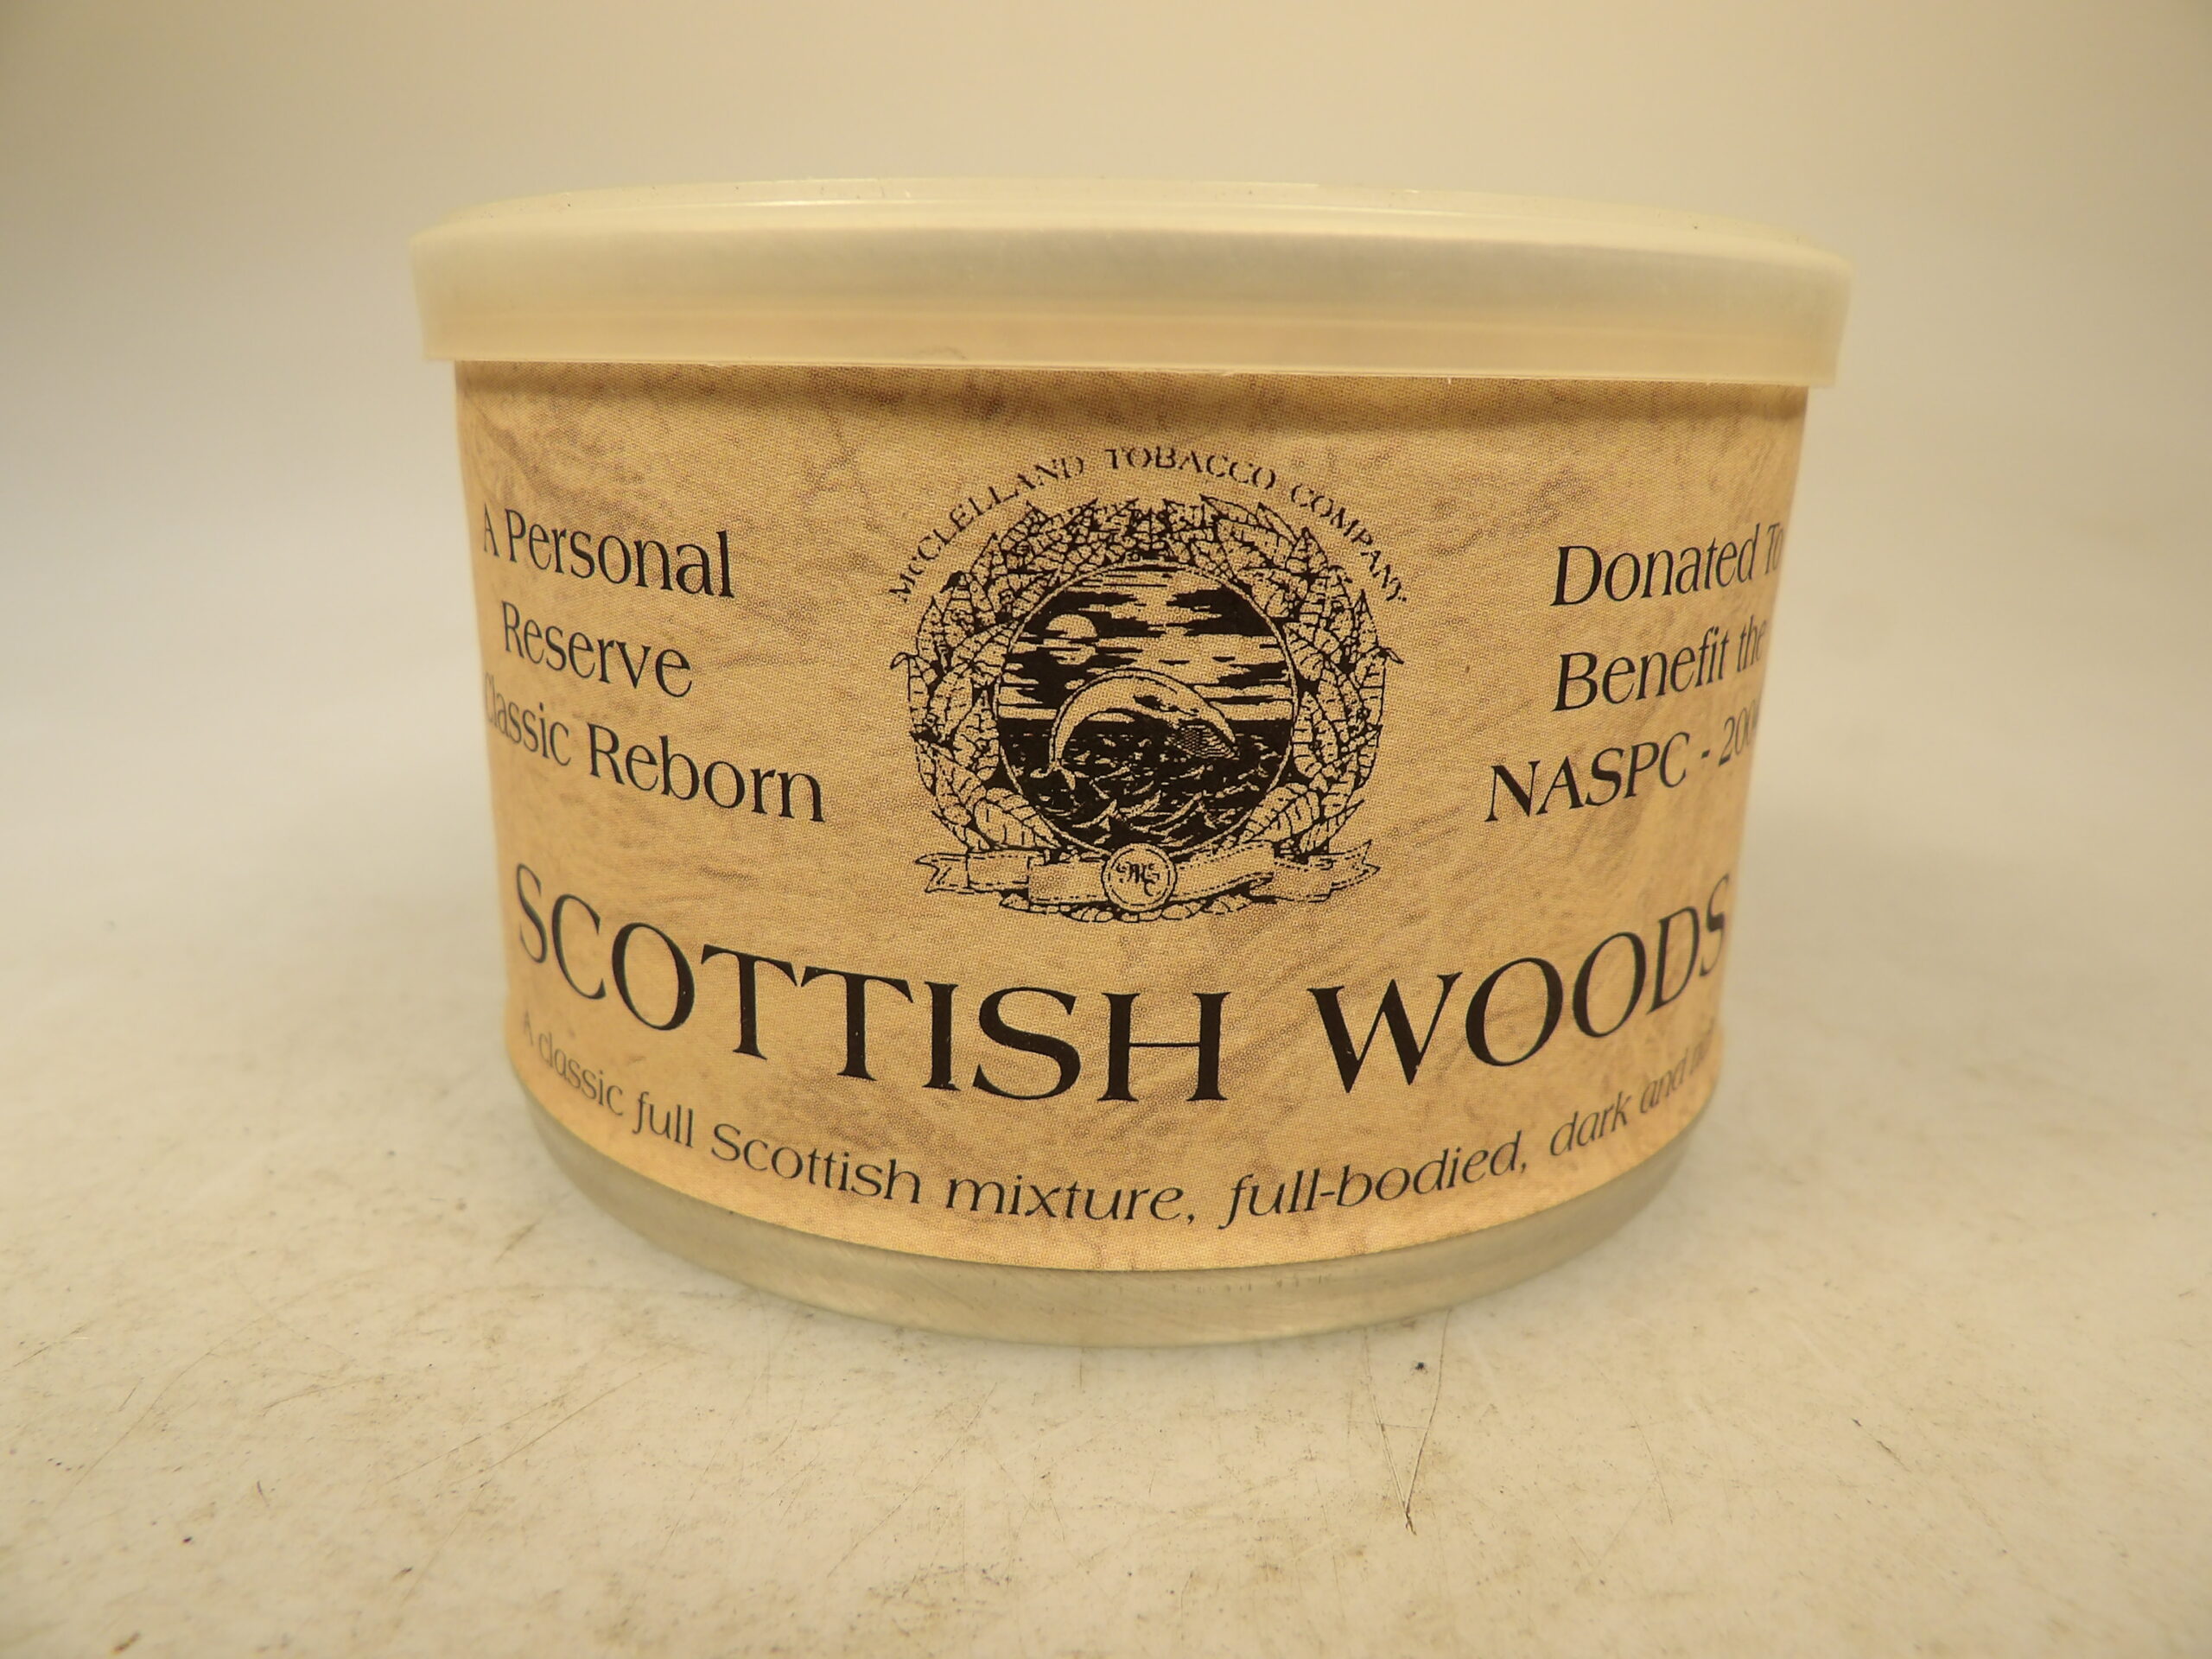 McCLELLAND TOBACCO COMPANY
A Personal
Reserve
Classic Reborn
Donated To
Benefit the
NASPC -
Mc
SCOTTISH WOODS
A classic full Scottish mixture, full-bodied, dark and